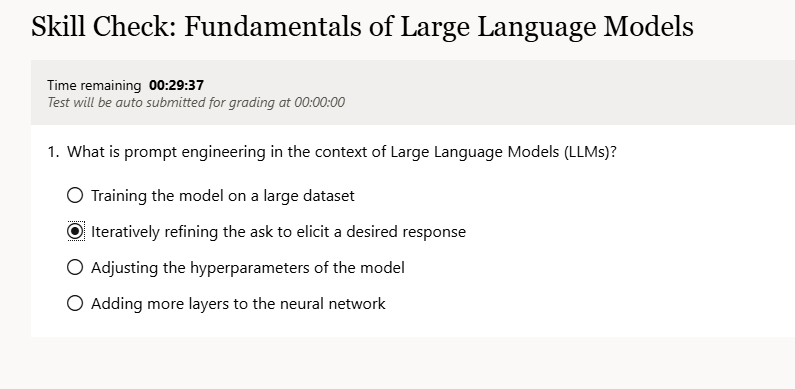 Skill Check: Fundamentals of Large Language Models
Time remaining 00:29:37
Test will be auto submitted for grading at 00:00:00
1. What is prompt engineering in the context of Large Language Models (LLMs)?
Training the model on a large dataset
Iteratively refining the ask to elicit a desired response
Adjusting the hyperparameters of the model
Adding more layers to the neural network